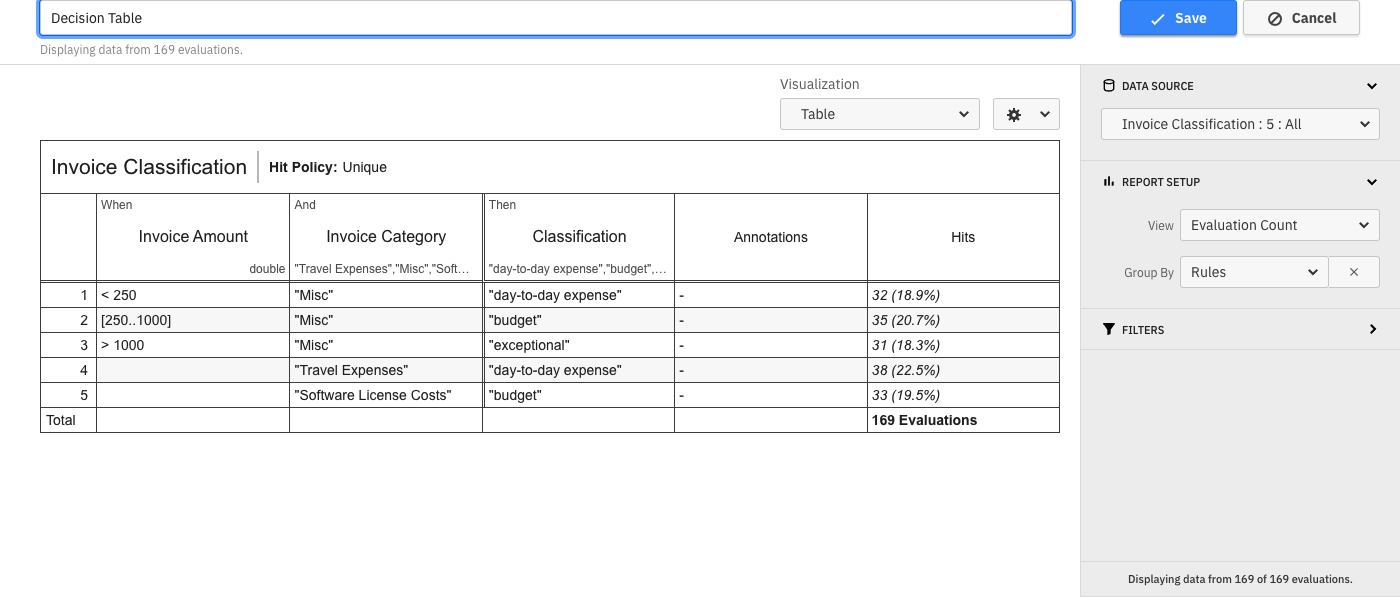 Decision Table
Save
Cancel
Displaying data from 169 evaluations.
Visualization
Table
Invoice Classification Hit Policy: Unique
When And Then
Invoice Amount Invoice Category Classification Annotations Hits
double "Travel Expenses","Misc","Soft... "day-to-day expense","budget",...
1 < 250 "Misc" "day-to-day expense" - 32 (18.9%)
2 [250..1000] "Misc" "budget" - 35 (20.7%)
3 > 1000 "Misc" "exceptional" - 31 (18.3%)
4 "Travel Expenses" "day-to-day expense" - 38 (22.5%)
5 "Software License Costs" "budget" - 33 (19.5%)
Total 169 Evaluations
DATA SOURCE
Invoice Classification : 5 : All
REPORT SETUP
View Evaluation Count
Group By Rules ×
FILTERS
Displaying data from 169 of 169 evaluations.